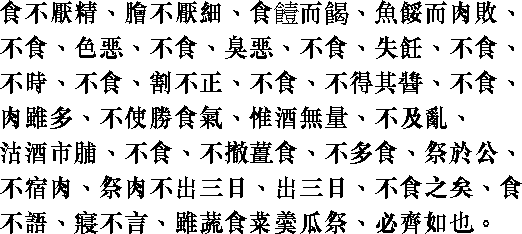 食不厭精、膾不厭細、食饐而餲、魚餒而肉敗、
不食、色惡、不食、臭惡、不食、失飪、不食、
不時、不食、割不正、不食、不得其醬、不食、
肉雖多、不使勝食氣、惟酒無量、不及亂、
沽酒市脯、不食、不撤薑食、不多食、祭於公、
不宿肉、祭肉不出三日、出三日、不食之矣、食
不語、寢不言、雖蔬食菜羹瓜祭、必齊如也。